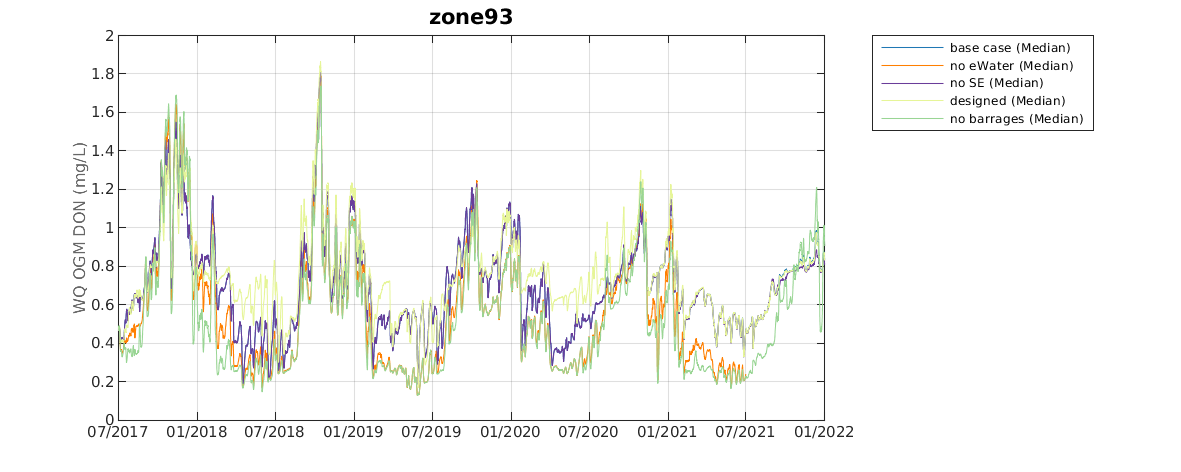 zone93
WQ OGM DON (mg/L)
2
1.8
1.6
1.4
1.2
1
0.8
0.6
0.4
0.2
0
07/2017 01/2018 07/2018 01/2019 07/2019 01/2020 07/2020 01/2021 07/2021 01/2022
base case (Median)
no eWater (Median)
no SE (Median)
designed (Median)
no barrages (Median)